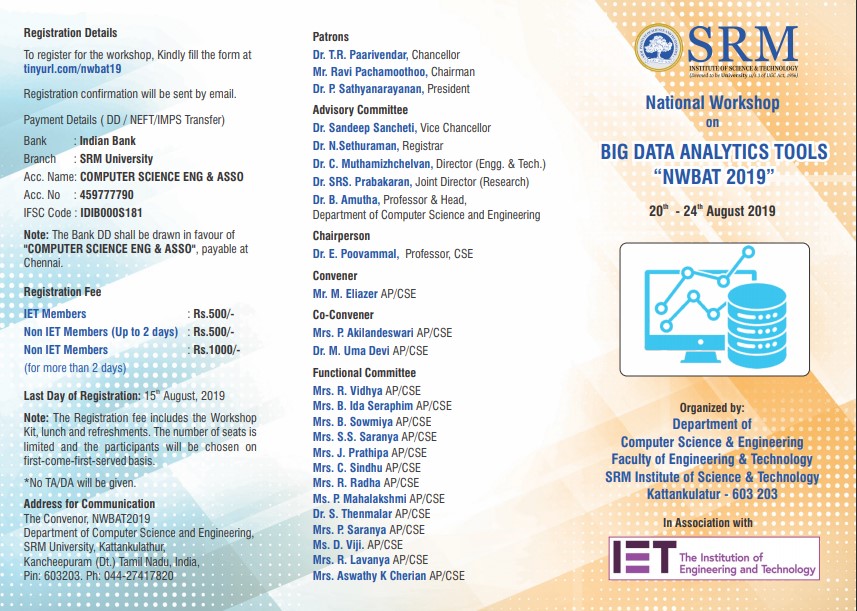 Registration Details
To register for the workshop, Kindly fill the form at
tinyurl.com/nwbat19
Registration confirmation will be sent by email.
Payment Details ( DD / NEFT/IMPS Transfer)
Bank : Indian Bank
Branch : SRM University
Acc. Name: COMPUTER SCIENCE ENG & ASSO
Acc. No : 459777790
IFSC Code : IDIB000S181
Note: The Bank DD shall be drawn in favour of
"COMPUTER SCIENCE ENG & ASSO", payable at
Chennai.
Registration Fee
IET Members : Rs.500/-
Non IET Members (Up to 2 days) : Rs.500/-
Non IET Members : Rs.1000/-
(for more than 2 days)
Last Day of Registration: 15th August, 2019
Note: The Registration fee includes the Workshop
Kit, lunch and refreshments. The number of seats is
limited and the participants will be chosen on
first-come-first-served basis.
*No TA/DA will be given.
Address for Communication
The Convenor, NWBAT2019
Department of Computer Science and Engineering,
SRM University, Kattankulathur,
Kancheepuram (Dt.) Tamil Nadu, India,
Pin: 603203. Ph: 044-27417820
Patrons
Dr. T.R. Paarivendar, Chancellor
Mr. Ravi Pachamoothoo, Chairman
Dr. P. Sathyanarayanan, President
Advisory Committee
Dr. Sandeep Sancheti, Vice Chancellor
Dr. N.Sethuraman, Registrar
Dr. C. Muthamizhchelvan, Director (Engg. & Tech.)
Dr. SRS. Prabakaran, Joint Director (Research)
Dr. B. Amutha, Professor & Head,
Department of Computer Science and Engineering
Chairperson
Dr. E. Poovammal, Professor, CSE
Convener
Mr. M. Eliazer AP/CSE
Co-Convener
Mrs. P. Akilandeswari AP/CSE
Dr. M. Uma Devi AP/CSE
Functional Committee
Mrs. R. Vidhya AP/CSE
Mrs. B. Ida Seraphim AP/CSE
Mrs. B. Sowmiya AP/CSE
Mrs. S.S. Saranya AP/CSE
Mrs. J. Prathipa AP/CSE
Mrs. C. Sindhu AP/CSE
Mrs. R. Radha AP/CSE
Ms. P. Mahalakshmi AP/CSE
Dr. S. Thenmalar AP/CSE
Mrs. P. Saranya AP/CSE
Ms. D. Viji. AP/CSE
Mrs. R. Lavanya AP/CSE
Mrs. Aswathy K Cherian AP/CSE
SRM
INSTITUTE OF SCIENCE & TECHNOLOGY
(Deemed to be University u/s 3 of UGC Act, 1956)
National Workshop
on
BIG DATA ANALYTICS TOOLS
“NWBAT 2019”
20th - 24th August 2019
Organized by:
Department of
Computer Science & Engineering
Faculty of Engineering & Technology
SRM Institute of Science & Technology
Kattankulatur - 603 203
In Association with
IET The Institution of
Engineering and Technology